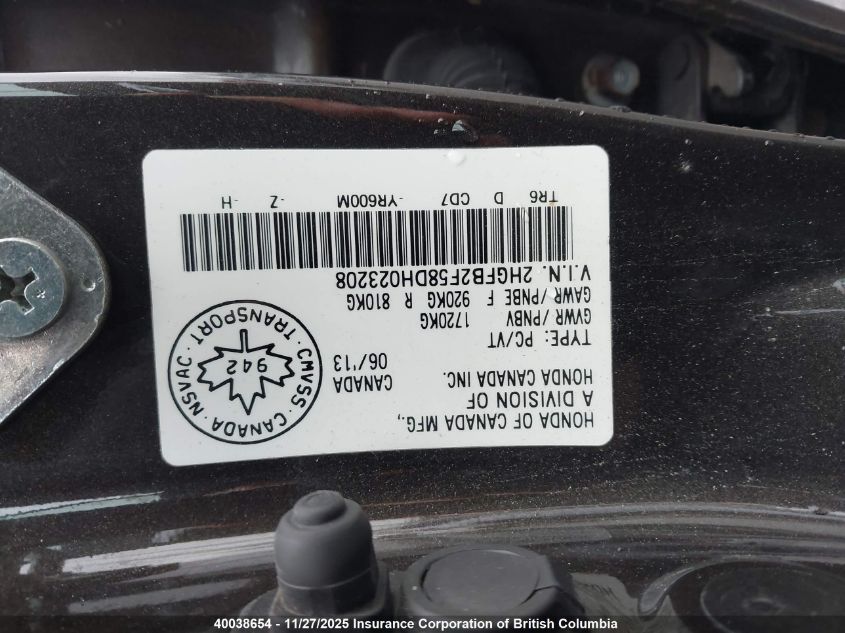 HONDA OF CANADA MFG.,
A DIVISION OF
HONDA CANADA INC.
CANADA
06/'13
TYPE: PC/VT
GVWR /PNBV 1720KG
GAWR /PNBE F 920KG R 810KG
V.I.N. 2HGFB2F58DH023208
TR6 D CD7 -YR600M -Z -H
TRANSPORT · CMVSS · CANADA · NSVAC ·
942
40038654 - 11/27/2025 Insurance Corporation of British Columbia